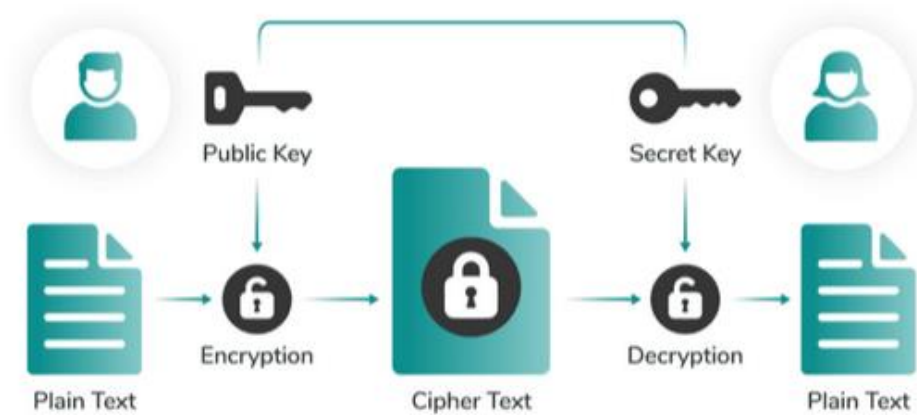 Public Key
Secret Key
Encryption
Decryption
Plain Text
Cipher Text
Plain Text